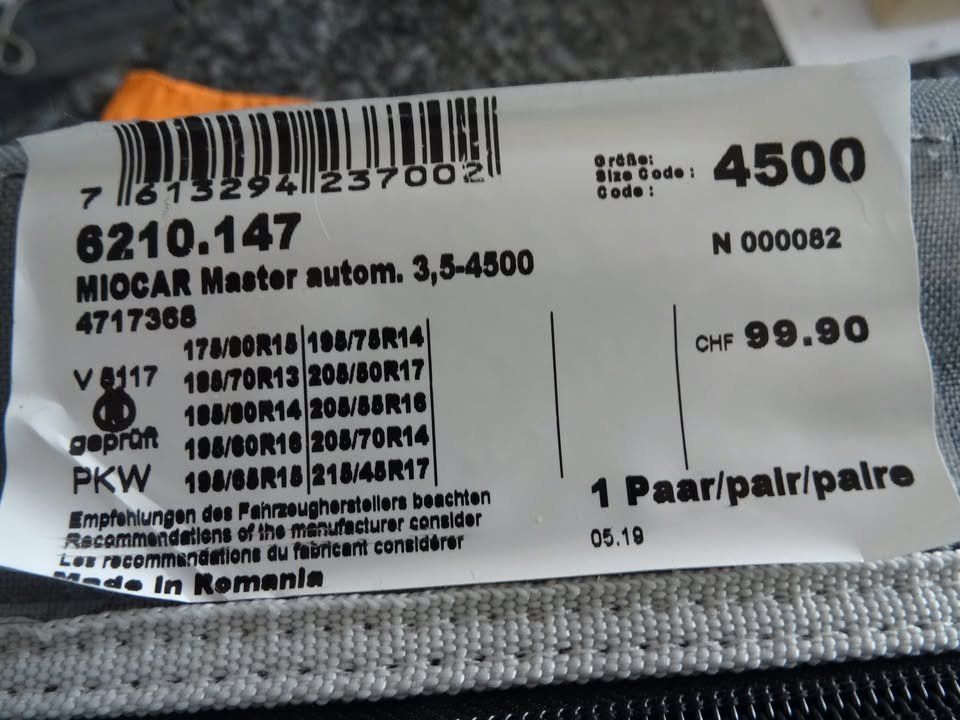 7 613294 237002
Größe:
Size Code:
Code:
4500
6210.147
N 000082
MIOCAR Master autom. 3,5-4500
4717368
CHF 99.90
V 5117
geprüft
PKW
175/80R15 195/75R14
185/70R13 205/50R17
185/80R14 205/55R16
195/60R16 205/70R14
195/65R15 215/45R17
1 Paar/pair/paire
05.19
Empfehlungen des Fahrzeugherstellers beachten
Recommendations of the manufacturer consider
Les recommendations du fabricant considérer
Made in Romania